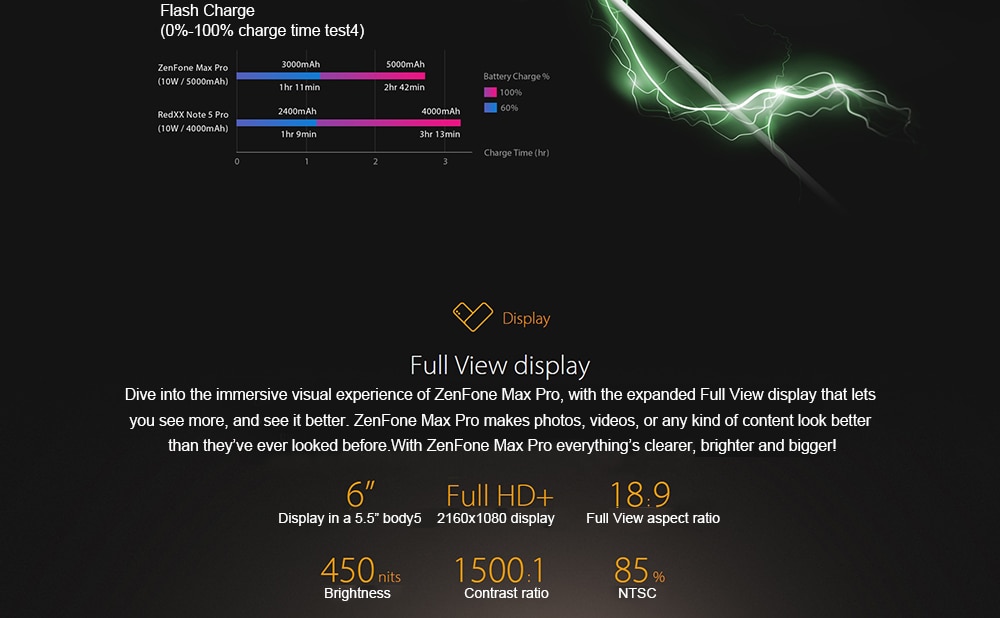 Flash Charge
(0%-100% charge time test4)
ZenFone Max Pro
(10W / 5000mAh)
3000mAh
5000mAh
1hr 11min
2hr 42min
RedXX Note 5 Pro
(10W / 4000mAh)
2400mAh
4000mAh
1hr 9min
3hr 13min
0
1
2
3
Battery Charge %
100%
60%
Charge Time (hr)
Display
Full View display
Dive into the immersive visual experience of ZenFone Max Pro, with the expanded Full View display that lets
you see more, and see it better. ZenFone Max Pro makes photos, videos, or any kind of content look better
than they’ve ever looked before.With ZenFone Max Pro everything’s clearer, brighter and bigger!
6”
Display in a 5.5” body5
Full HD+
2160x1080 display
18:9
Full View aspect ratio
450 nits
Brightness
1500:1
Contrast ratio
85 %
NTSC